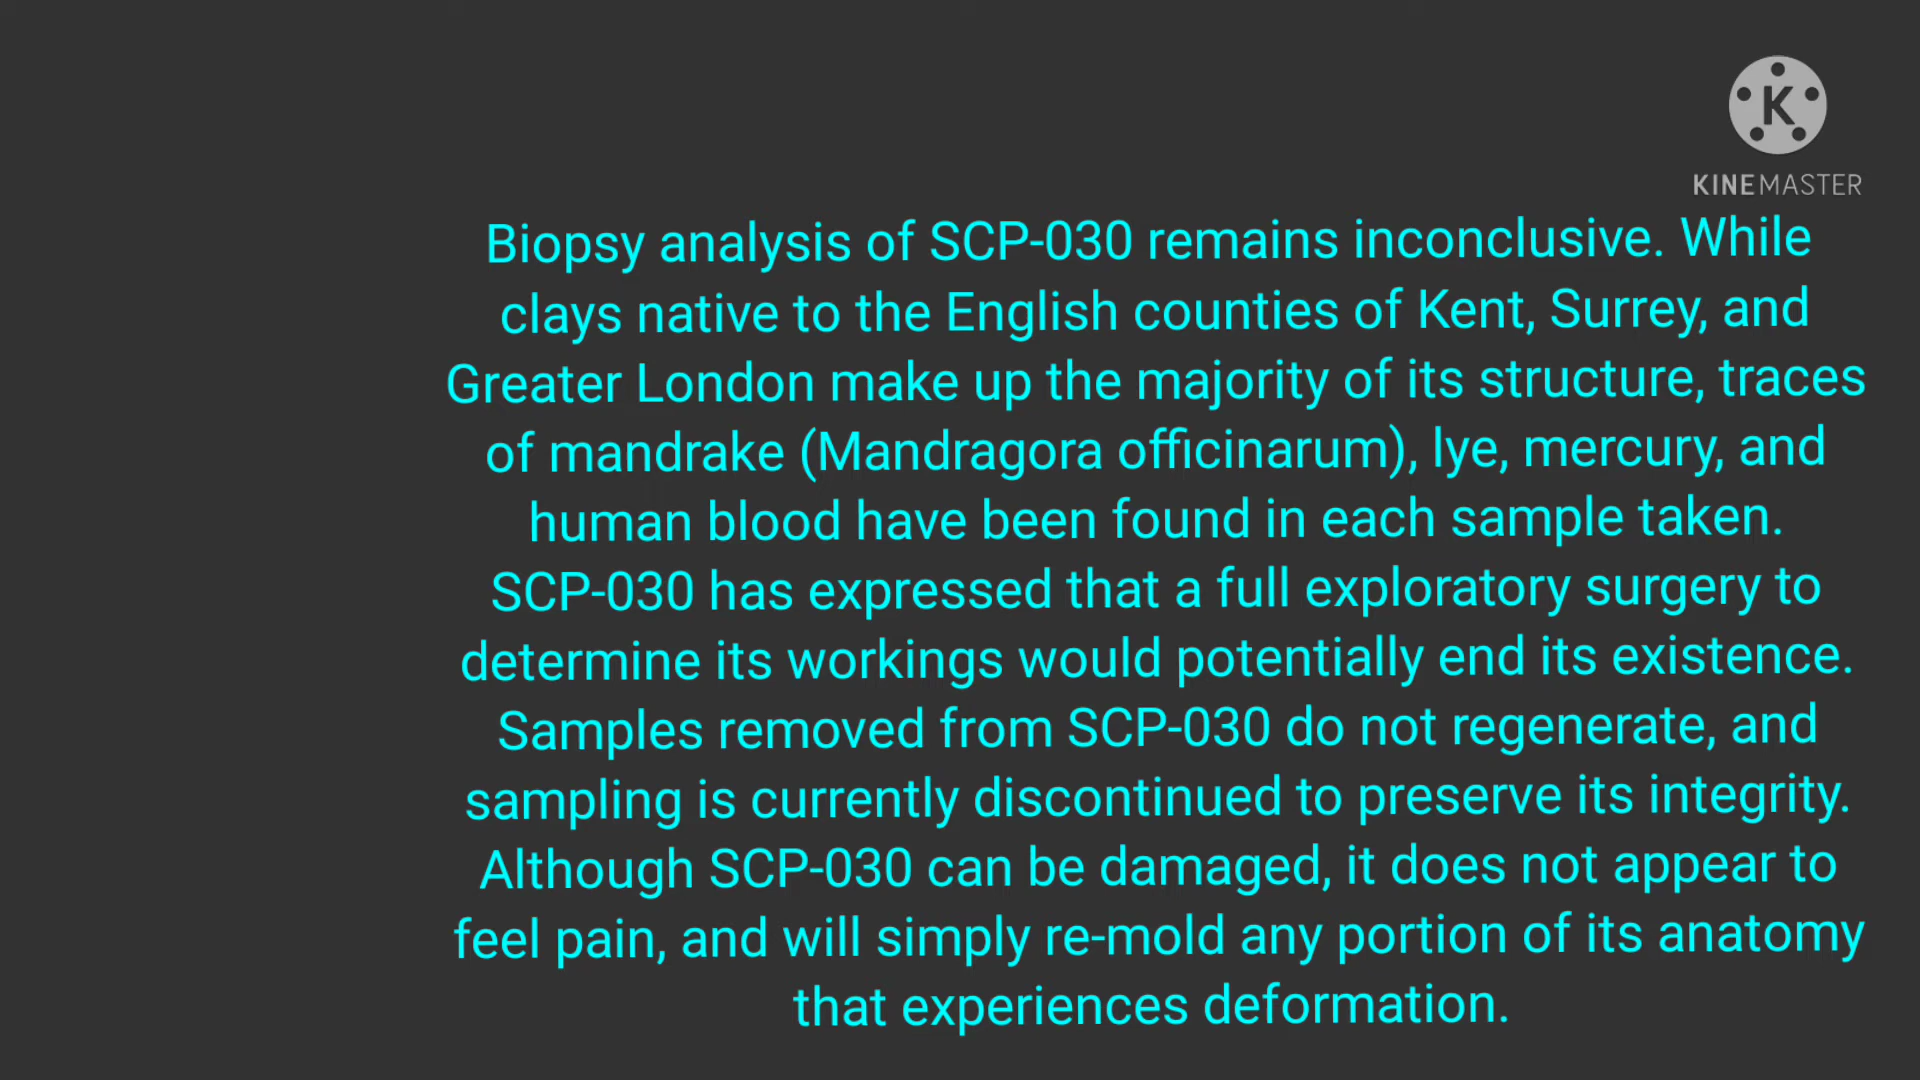 K
KINEMASTER
Biopsy analysis of SCP-030 remains inconclusive. While
clays native to the English counties of Kent, Surrey, and
Greater London make up the majority of its structure, traces
of mandrake (Mandragora officinarum), lye, mercury, and
human blood have been found in each sample taken.
SCP-030 has expressed that a full exploratory surgery to
determine its workings would potentially end its existence.
Samples removed from SCP-030 do not regenerate, and
sampling is currently discontinued to preserve its integrity.
Although SCP-030 can be damaged, it does not appear to
feel pain, and will simply re-mold any portion of its anatomy
that experiences deformation.